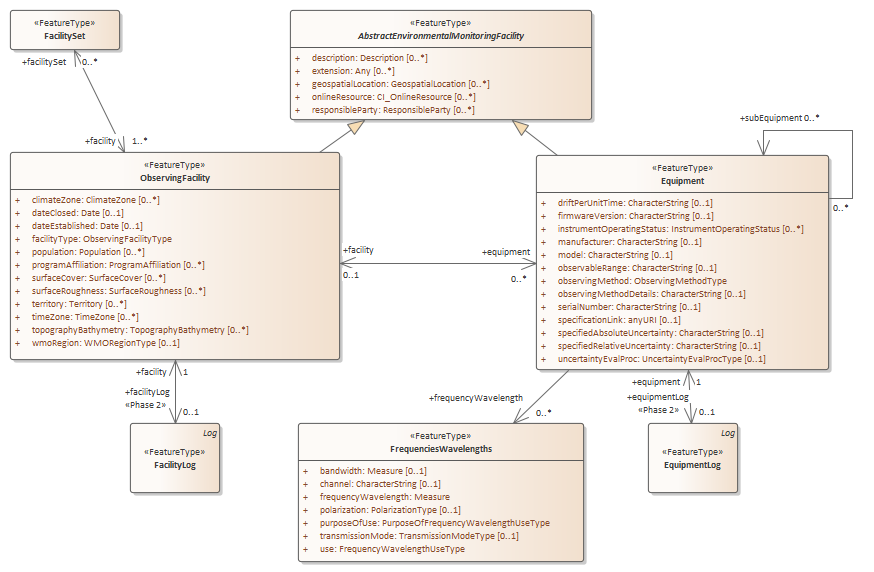 «FeatureType»
FacilitySet
+facilitySet
0..*
+facility
1..*
«FeatureType»
AbstractEnvironmentalMonitoringFacility
+ description: Description [0..*]
+ extension: Any [0..*]
+ geospatialLocation: GeospatialLocation [0..*]
+ onlineResource: CI_OnlineResource [0..*]
+ responsibleParty: ResponsibleParty [0..*]
+subEquipment 0..*
0..*
«FeatureType»
ObservingFacility
+ climateZone: ClimateZone [0..*]
+ dateClosed: Date [0..1]
+ dateEstablished: Date [0..1]
+ facilityType: ObservingFacilityType
+ population: Population [0..*]
+ programAffiliation: ProgramAffiliation [0..*]
+ surfaceCover: SurfaceCover [0..*]
+ surfaceRoughness: SurfaceRoughness [0..*]
+ territory: Territory [0..*]
+ timeZone: TimeZone [0..*]
+ topographyBathymetry: TopographyBathymetry [0..*]
+ wmoRegion: WMORegionType [0..1]
+facility
0..1
+equipment
0..*
«FeatureType»
Equipment
+ driftPerUnitTime: CharacterString [0..1]
+ firmwareVersion: CharacterString [0..1]
+ instrumentOperatingStatus: InstrumentOperatingStatus [0..*]
+ manufacturer: CharacterString [0..1]
+ model: CharacterString [0..1]
+ observableRange: CharacterString [0..1]
+ observingMethod: ObservingMethodType
+ observingMethodDetails: CharacterString [0..1]
+ serialNumber: CharacterString [0..1]
+ specificationLink: anyURI [0..1]
+ specifiedAbsoluteUncertainty: CharacterString [0..1]
+ specifiedRelativeUncertainty: CharacterString [0..1]
+ uncertaintyEvalProc: UncertaintyEvalProcType [0..1]
+facility
1
+facilityLog
«Phase 2»
0..1
Log
«FeatureType»
FacilityLog
+frequencyWavelength
0..*
«FeatureType»
FrequenciesWavelengths
+ bandwidth: Measure [0..1]
+ channel: CharacterString [0..1]
+ frequencyWavelength: Measure
+ polarization: PolarizationType [0..1]
+ purposeOfUse: PurposeOfFrequencyWavelengthUseType
+ transmissionMode: TransmissionModeType [0..1]
+ use: FrequencyWavelengthUseType
+equipment
1
+equipmentLog
«Phase 2»
0..1
Log
«FeatureType»
EquipmentLog